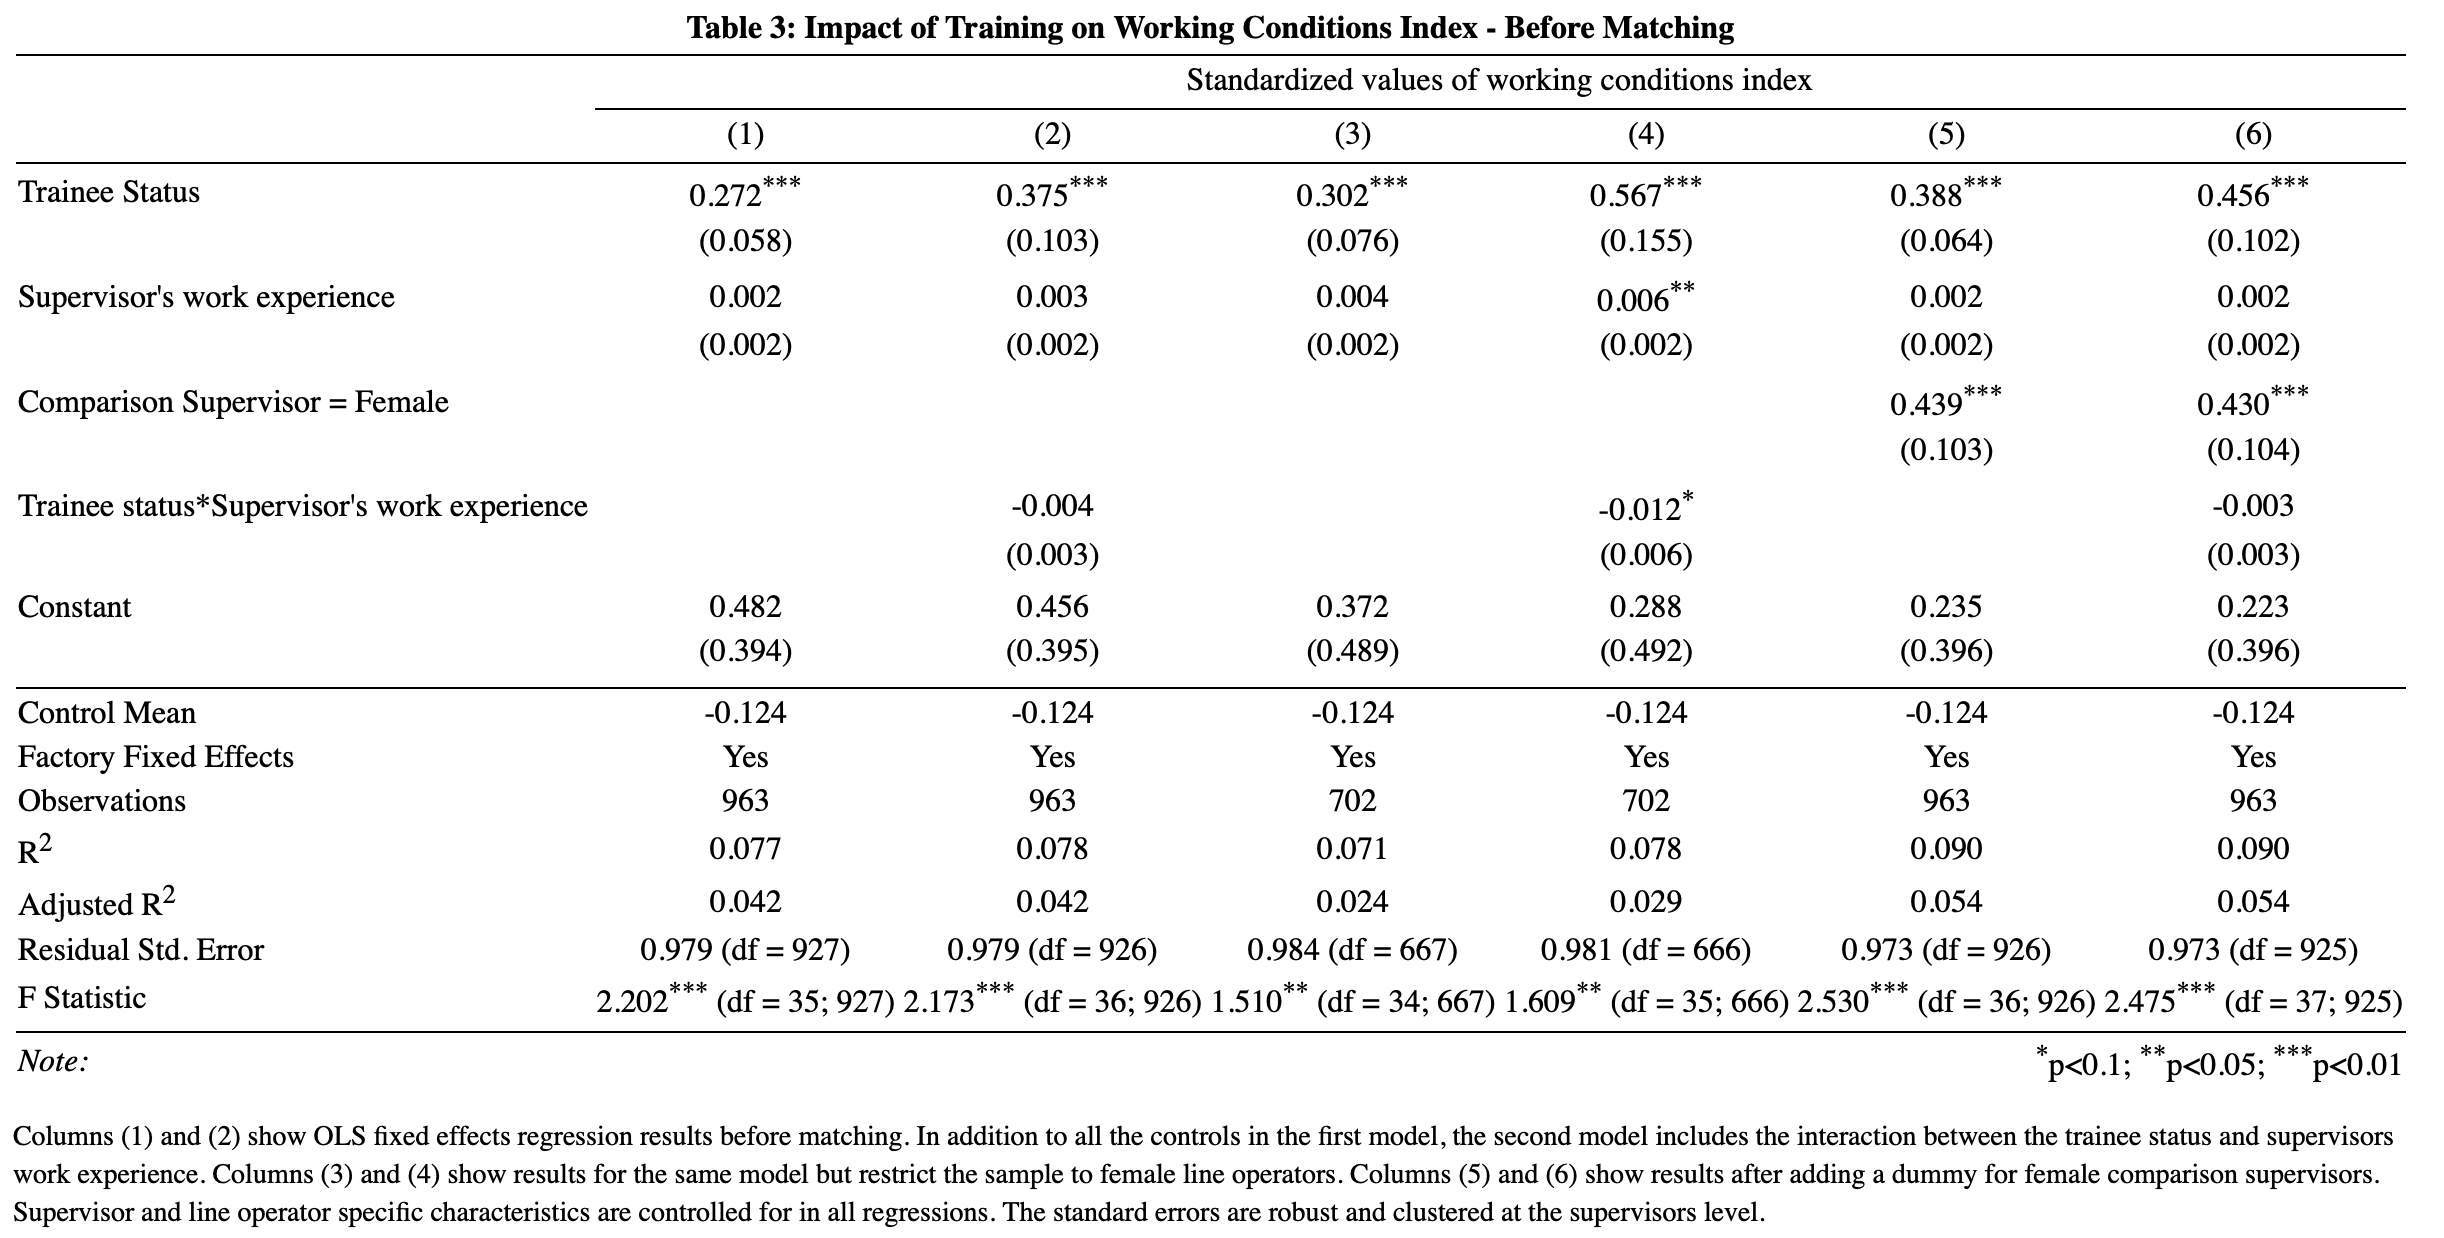 Table 3: Impact of Training on Working Conditions Index - Before Matching
Standardized values of working conditions index
(1) (2) (3) (4) (5) (6)
Trainee Status 0.272*** 0.375*** 0.302*** 0.567*** 0.388*** 0.456***
(0.058) (0.103) (0.076) (0.155) (0.064) (0.102)
Supervisor's work experience 0.002 0.003 0.004 0.006** 0.002 0.002
(0.002) (0.002) (0.002) (0.002) (0.002) (0.002)
Comparison Supervisor = Female 0.439*** 0.430***
(0.103) (0.104)
Trainee status*Supervisor's work experience -0.004 -0.012* -0.003
(0.003) (0.006) (0.003)
Constant 0.482 0.456 0.372 0.288 0.235 0.223
(0.394) (0.395) (0.489) (0.492) (0.396) (0.396)
Control Mean -0.124 -0.124 -0.124 -0.124 -0.124 -0.124
Factory Fixed Effects Yes Yes Yes Yes Yes Yes
Observations 963 963 702 702 963 963
R2 0.077 0.078 0.071 0.078 0.090 0.090
Adjusted R2 0.042 0.042 0.024 0.029 0.054 0.054
Residual Std. Error 0.979 (df = 927) 0.979 (df = 926) 0.984 (df = 667) 0.981 (df = 666) 0.973 (df = 926) 0.973 (df = 925)
F Statistic 2.202*** (df = 35; 927) 2.173*** (df = 36; 926) 1.510** (df = 34; 667) 1.609** (df = 35; 666) 2.530*** (df = 36; 926) 2.475*** (df = 37; 925)
Note: *p<0.1; **p<0.05; ***p<0.01
Columns (1) and (2) show OLS fixed effects regression results before matching. In addition to all the controls in the first model, the second model includes the interaction between the trainee status and supervisors
work experience. Columns (3) and (4) show results for the same model but restrict the sample to female line operators. Columns (5) and (6) show results after adding a dummy for female comparison supervisors.
Supervisor and line operator specific characteristics are controlled for in all regressions. The standard errors are robust and clustered at the supervisors level.